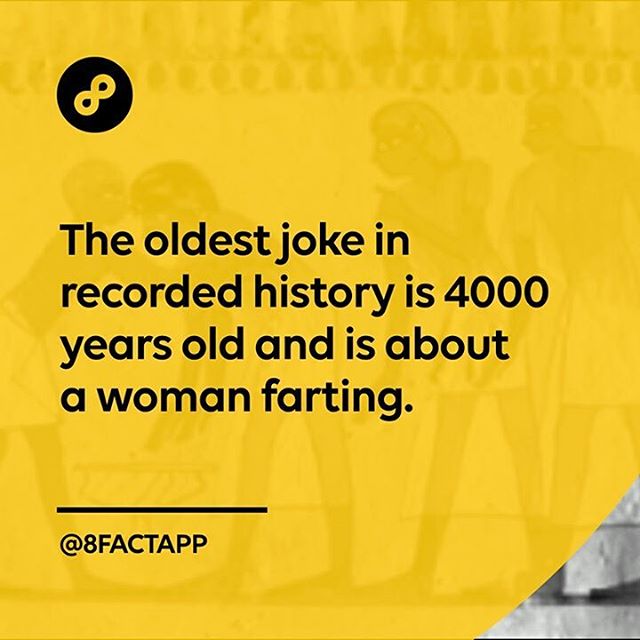 The oldest joke in
recorded history is 4000
years old and is about
a woman farting.
@8FACTAPP